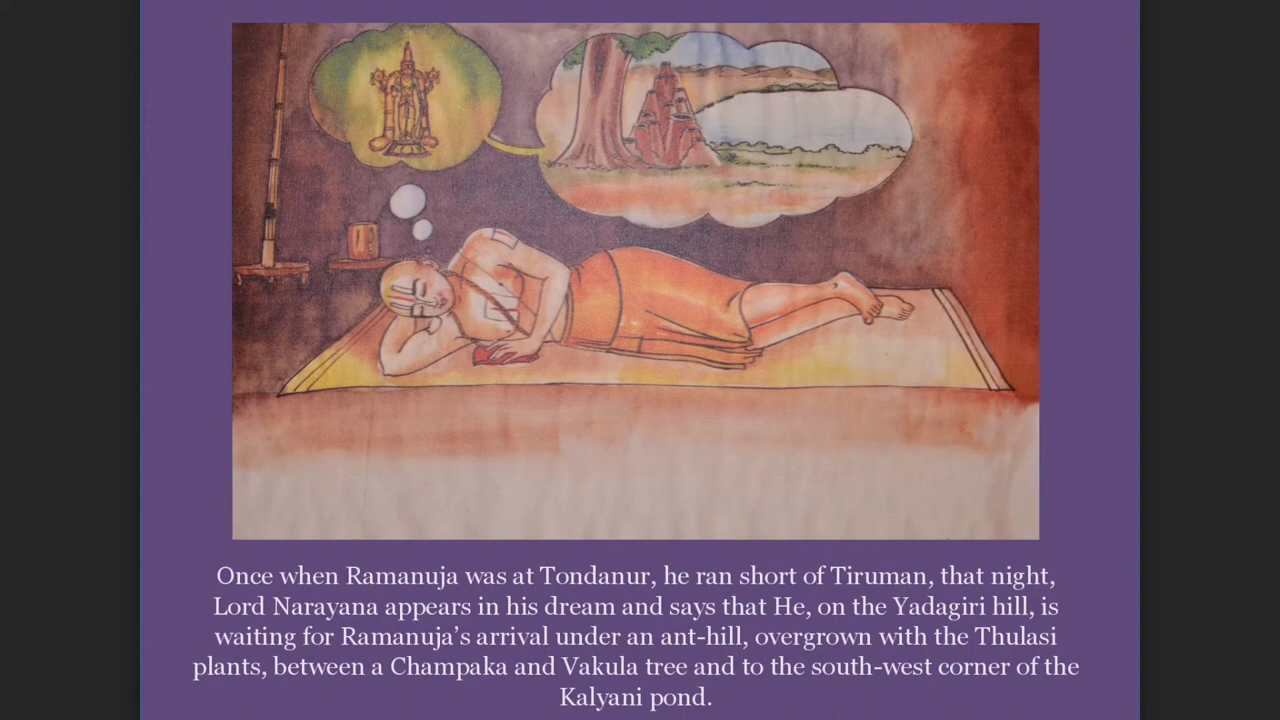 Once when Ramanuja was at Tondanur, he ran short of Tiruman, that night,
Lord Narayana appears in his dream and says that He, on the Yadagiri hill, is
waiting for Ramanuja’s arrival under an ant-hill, overgrown with the Thulasi
plants, between a Champaka and Vakula tree and to the south-west corner of the
Kalyani pond.